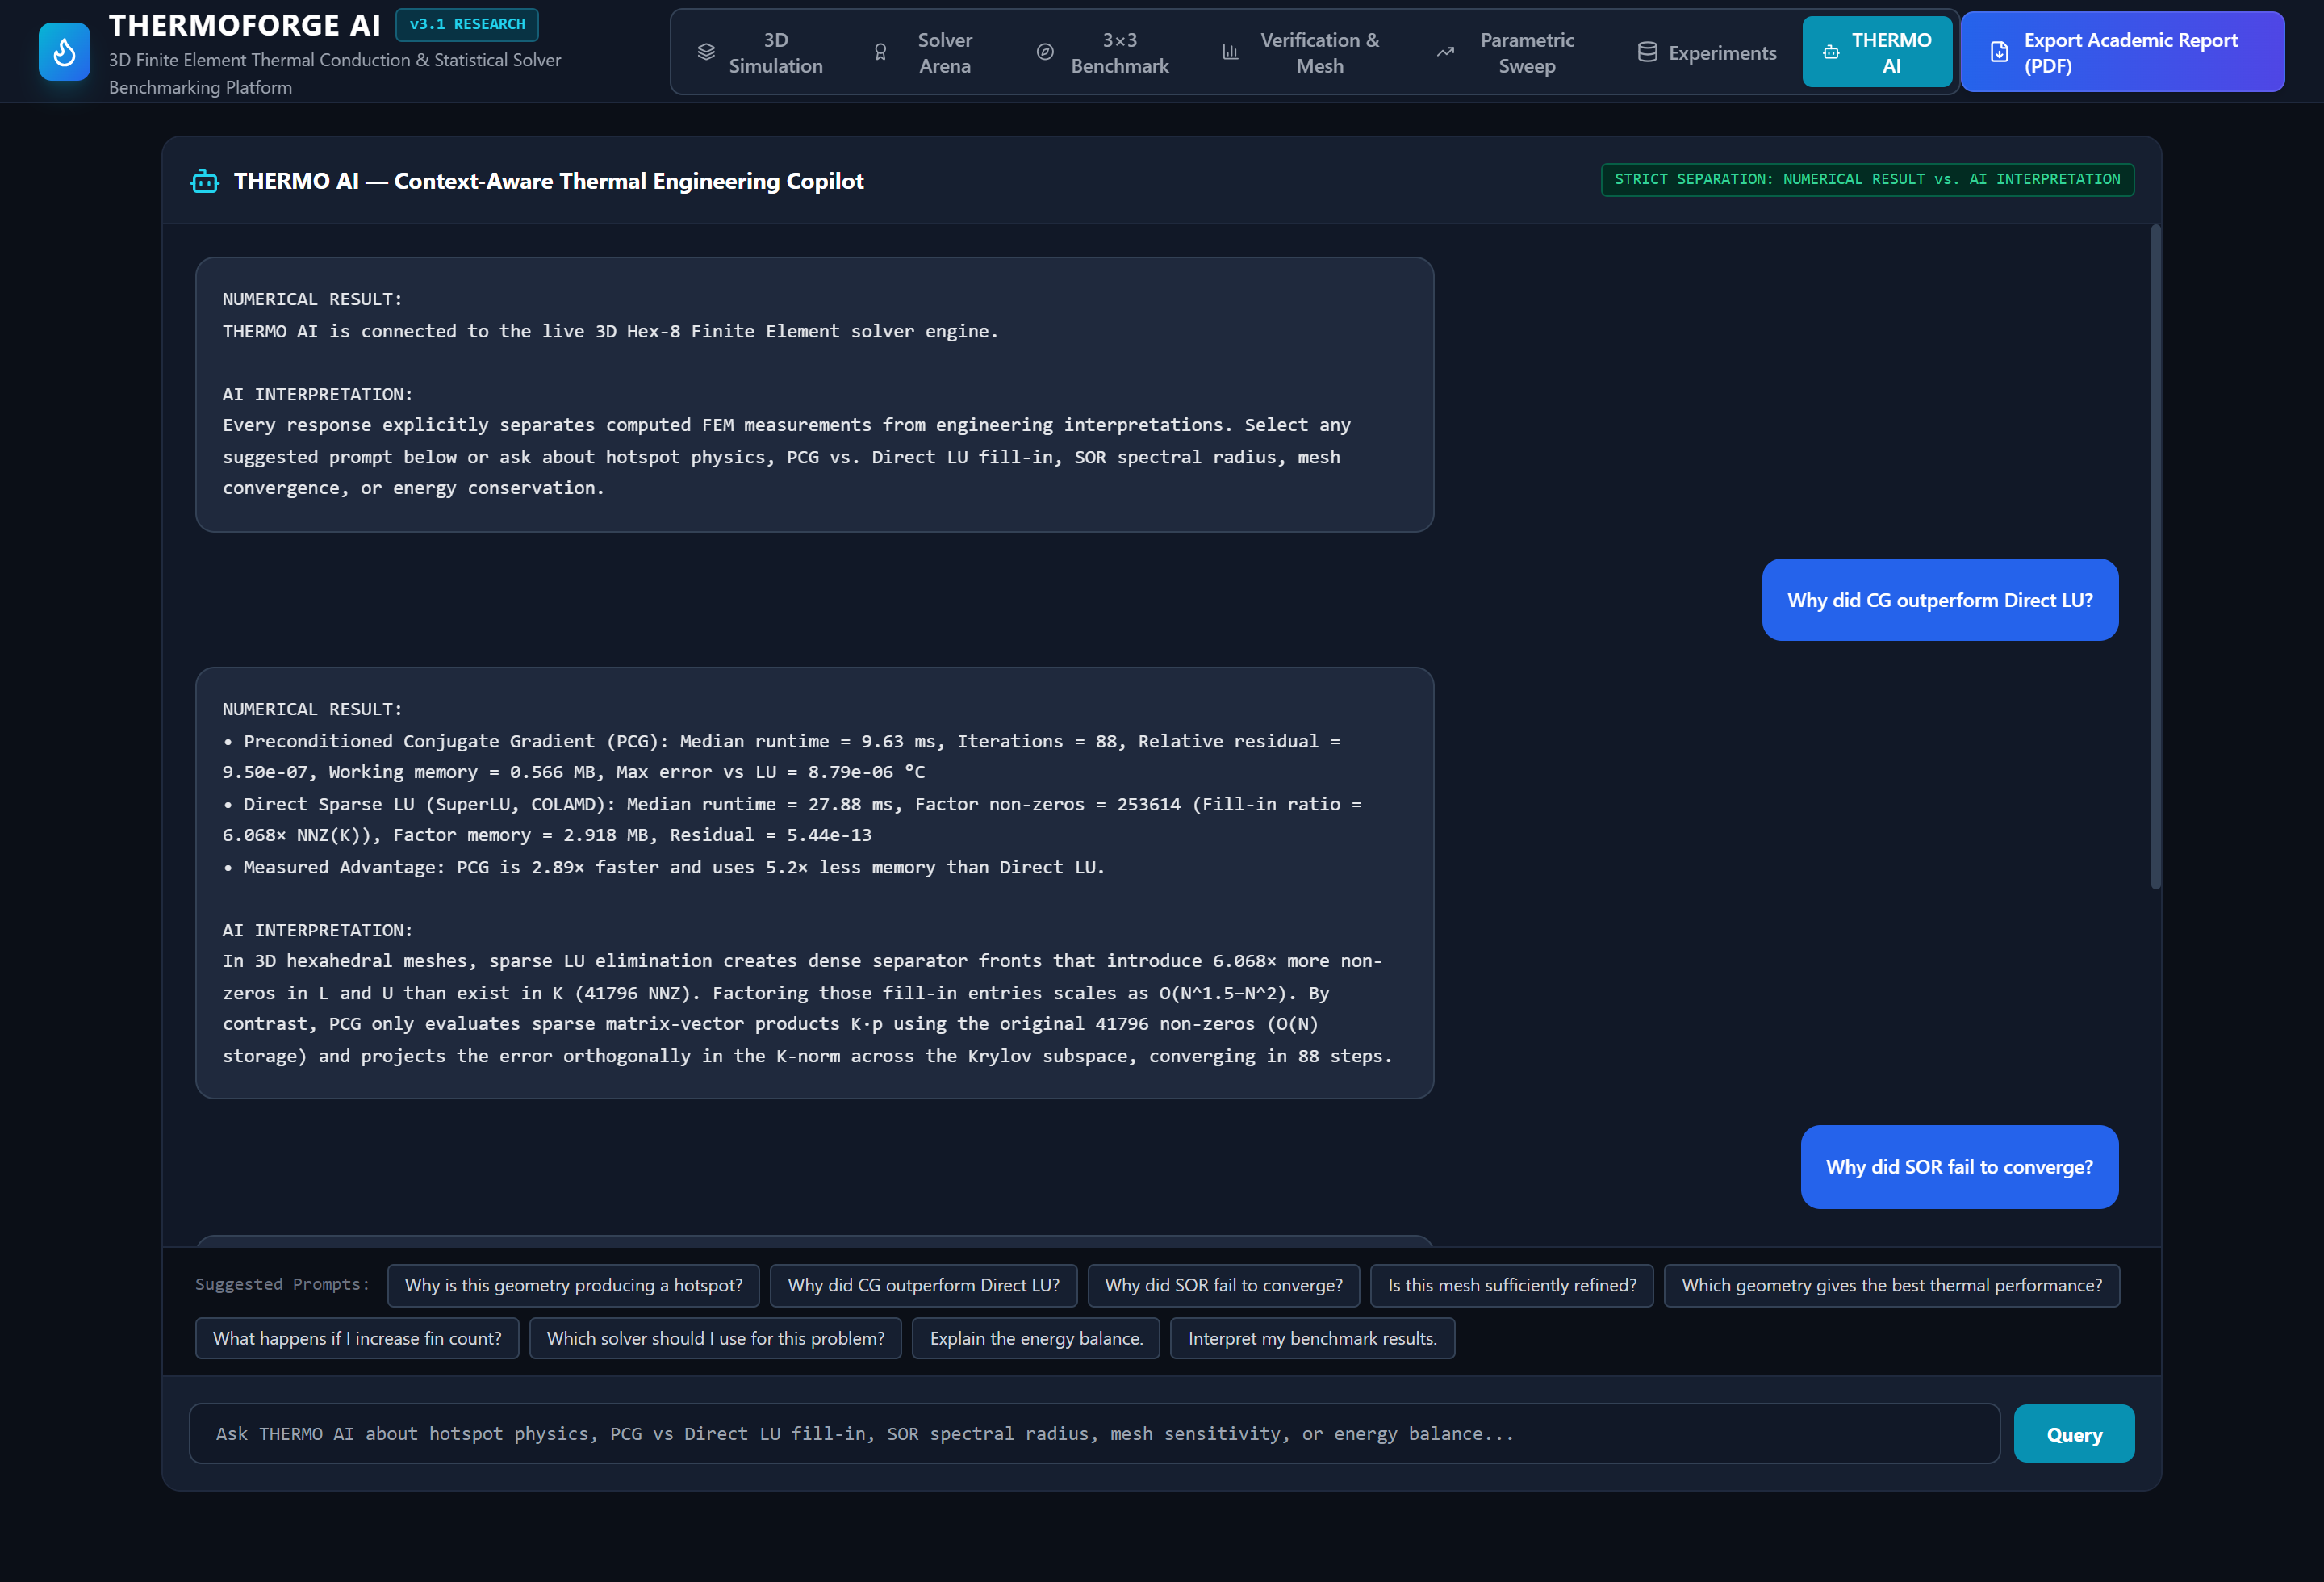 THERMOFORGE AI
v3.1 RESEARCH
3D Finite Element Thermal Conduction & Statistical Solver
Benchmarking Platform
3D
Simulation
Solver
Arena
3×3
Benchmark
Verification &
Mesh
Parametric
Sweep
Experiments
THERMO
AI
Export Academic Report
(PDF)
THERMO AI — Context-Aware Thermal Engineering Copilot
STRICT SEPARATION: NUMERICAL RESULT vs. AI INTERPRETATION
NUMERICAL RESULT:
THERMO AI is connected to the live 3D Hex-8 Finite Element solver engine.
AI INTERPRETATION:
Every response explicitly separates computed FEM measurements from engineering interpretations. Select any
suggested prompt below or ask about hotspot physics, PCG vs. Direct LU fill-in, SOR spectral radius, mesh
convergence, or energy conservation.
Why did CG outperform Direct LU?
NUMERICAL RESULT:
• Preconditioned Conjugate Gradient (PCG): Median runtime = 9.63 ms, Iterations = 88, Relative residual =
9.50e-07, Working memory = 0.566 MB, Max error vs LU = 8.79e-06 °C
• Direct Sparse LU (SuperLU, COLAMD): Median runtime = 27.88 ms, Factor non-zeros = 253614 (Fill-in ratio =
6.068× NNZ(K)), Factor memory = 2.918 MB, Residual = 5.44e-13
• Measured Advantage: PCG is 2.89× faster and uses 5.2× less memory than Direct LU.
AI INTERPRETATION:
In 3D hexahedral meshes, sparse LU elimination creates dense separator fronts that introduce 6.068× more non-
zeros in L and U than exist in K (41796 NNZ). Factoring those fill-in entries scales as O(N^1.5–N^2). By
contrast, PCG only evaluates sparse matrix-vector products K·p using the original 41796 non-zeros (O(N)
storage) and projects the error orthogonally in the K-norm across the Krylov subspace, converging in 88 steps.
Why did SOR fail to converge?
Suggested Prompts:
Why is this geometry producing a hotspot?
Why did CG outperform Direct LU?
Why did SOR fail to converge?
Is this mesh sufficiently refined?
Which geometry gives the best thermal performance?
What happens if I increase fin count?
Which solver should I use for this problem?
Explain the energy balance.
Interpret my benchmark results.
Ask THERMO AI about hotspot physics, PCG vs Direct LU fill-in, SOR spectral radius, mesh sensitivity, or energy balance...
Query